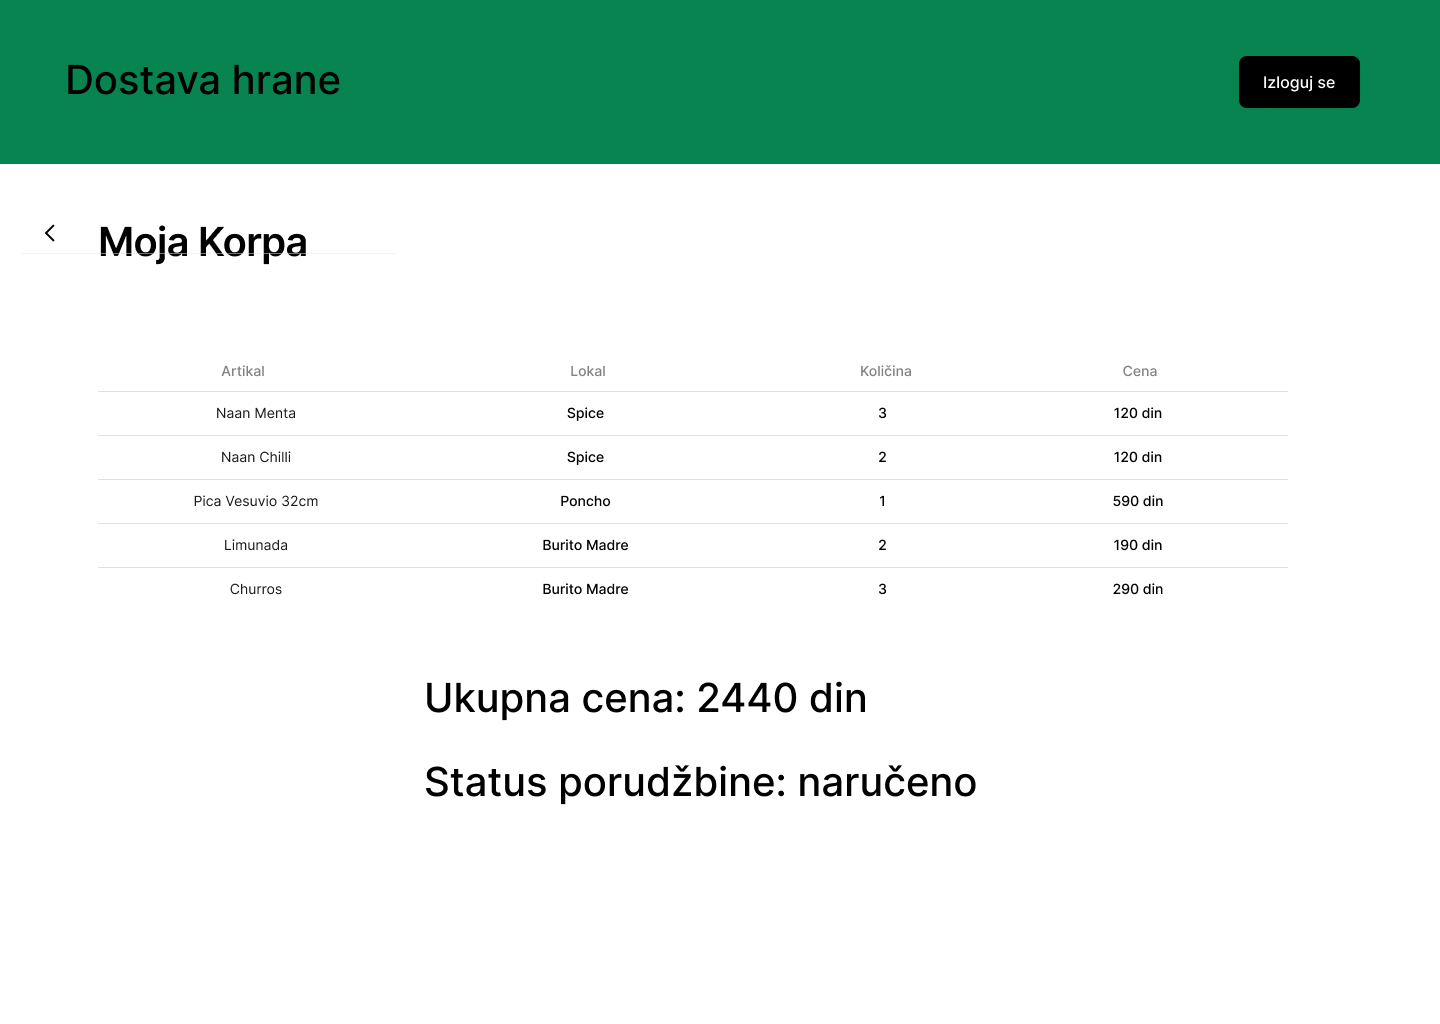 Dostava hrane
Izloguj se
Moja Korpa
Artikal Lokal Količina Cena
Naan Menta Spice 3 120 din
Naan Chilli Spice 2 120 din
Pica Vesuvio 32cm Poncho 1 590 din
Limunada Burito Madre 2 190 din
Churros Burito Madre 3 290 din
Ukupna cena: 2440 din
Status porudžbine: naručeno